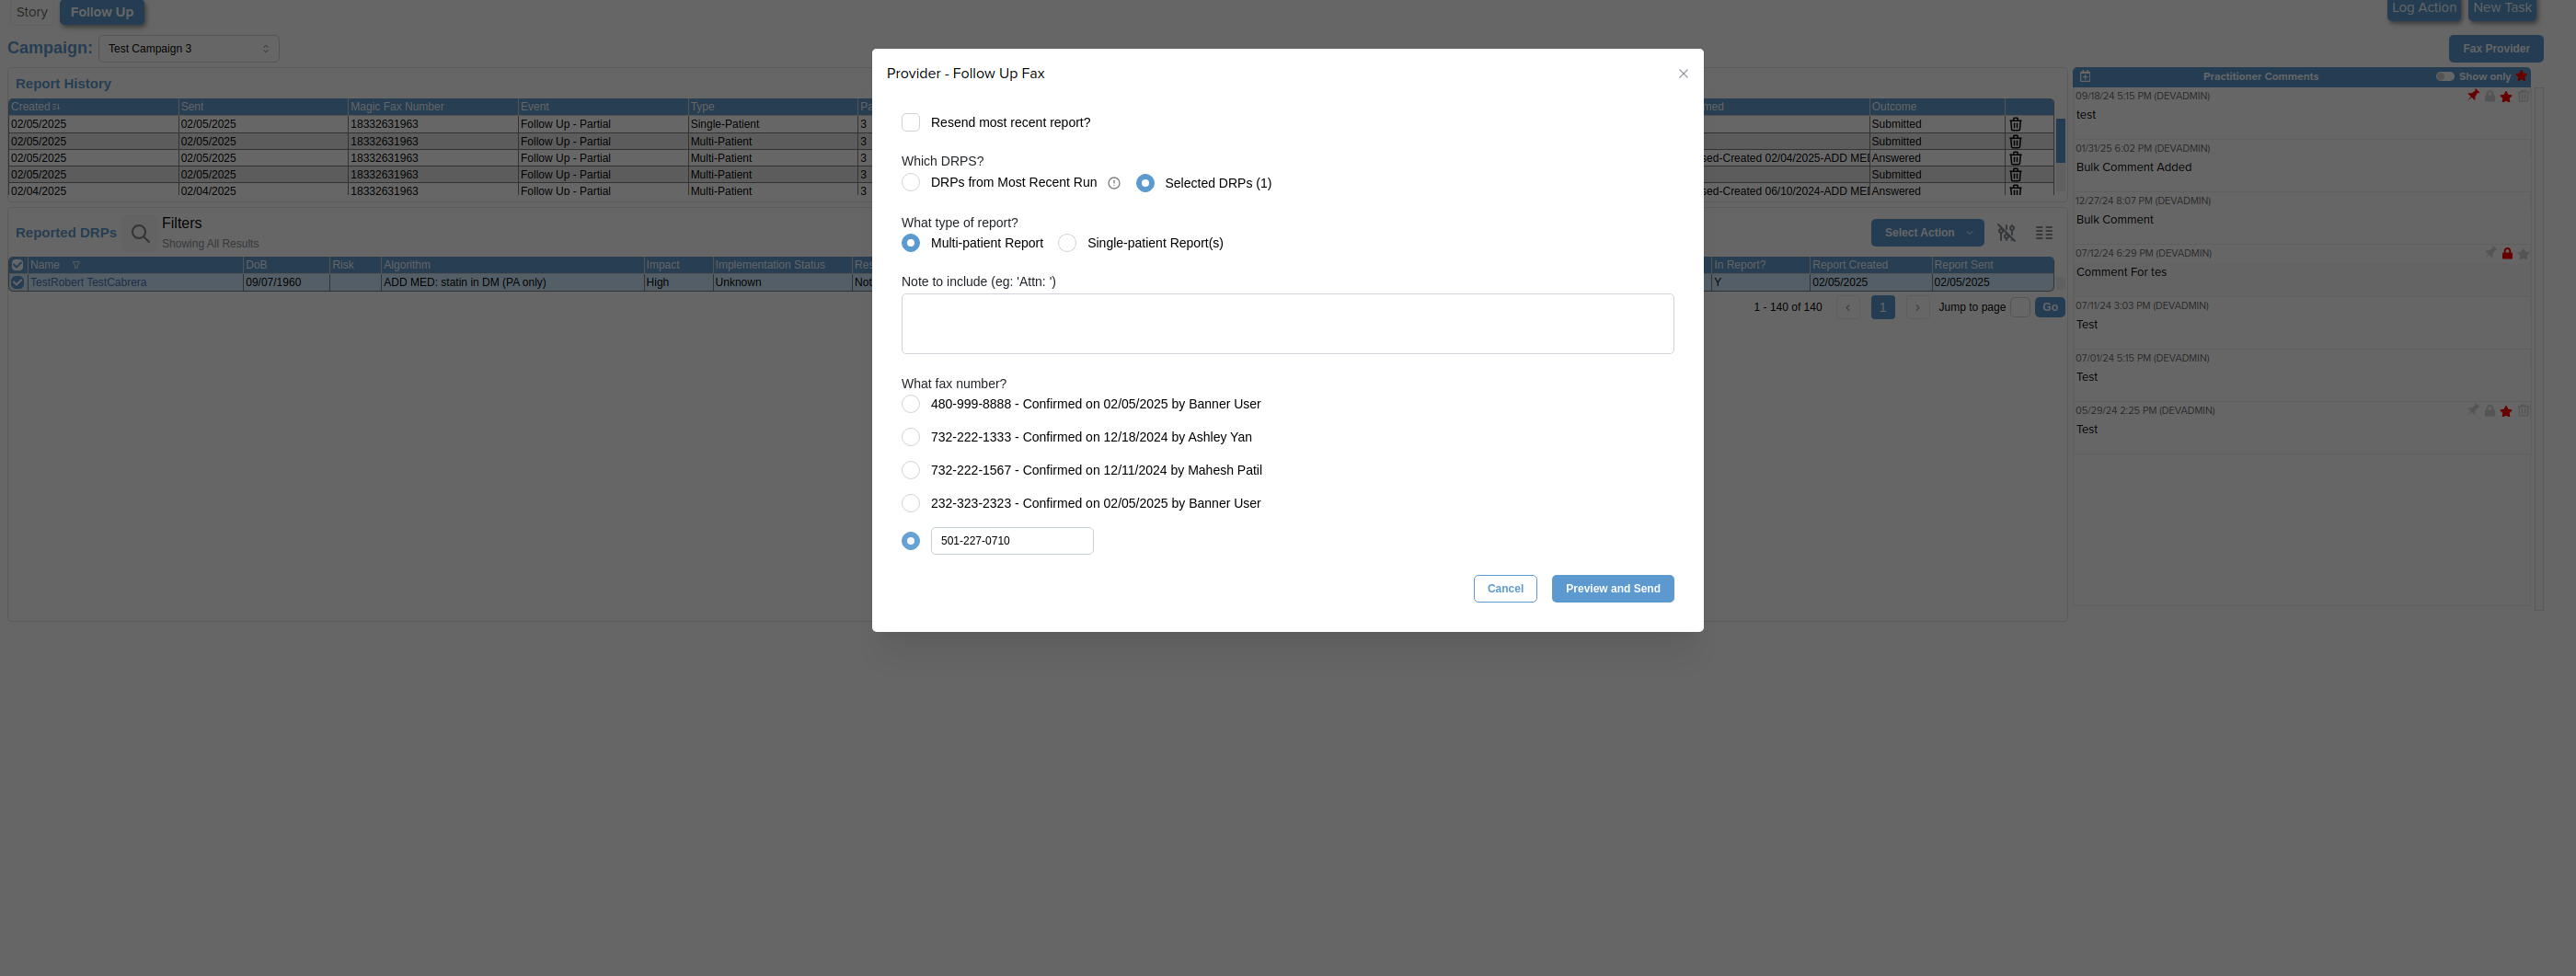 Story
Follow Up
Log Action
New Task
Campaign:
Test Campaign 3
Fax Provider
Report History
Created Sent Magic Fax Number Event Type Pa med Outcome
02/05/2025 02/05/2025 18332631963 Follow Up - Partial Single-Patient 3 Submitted
02/05/2025 02/05/2025 18332631963 Follow Up - Partial Multi-Patient 3 Submitted
02/05/2025 02/05/2025 18332631963 Follow Up - Partial Multi-Patient 3 sed-Created 02/04/2025-ADD MEI Answered
02/05/2025 02/05/2025 18332631963 Follow Up - Partial Multi-Patient 3 Submitted
02/04/2025 02/04/2025 18332631963 Follow Up - Partial Multi-Patient 3 sed-Created 06/10/2024-ADD MEI Answered
Reported DRPs
Filters
Showing All Results
Select Action
Name DoB Risk Algorithm Impact Implementation Status Res In Report? Report Created Report Sent
TestRobert TestCabrera 09/07/1960 ADD MED: statin in DM (PA only) High Unknown Not Y 02/05/2025 02/05/2025
1 - 140 of 140
1
Jump to page
Go
Provider - Follow Up Fax
Resend most recent report?
Which DRPS?
DRPs from Most Recent Run
Selected DRPs (1)
What type of report?
Multi-patient Report
Single-patient Report(s)
Note to include (eg: 'Attn: ')
What fax number?
480-999-8888 - Confirmed on 02/05/2025 by Banner User
732-222-1333 - Confirmed on 12/18/2024 by Ashley Yan
732-222-1567 - Confirmed on 12/11/2024 by Mahesh Patil
232-323-2323 - Confirmed on 02/05/2025 by Banner User
501-227-0710
Cancel
Preview and Send
Practitioner Comments
Show only
09/18/24 5:15 PM (DEVADMIN)
test
01/31/25 6:02 PM (DEVADMIN)
Bulk Comment Added
12/27/24 8:07 PM (DEVADMIN)
Bulk Comment
07/12/24 6:29 PM (DEVADMIN)
Comment For tes
07/11/24 3:03 PM (DEVADMIN)
Test
07/01/24 5:15 PM (DEVADMIN)
Test
05/29/24 2:25 PM (DEVADMIN)
Test